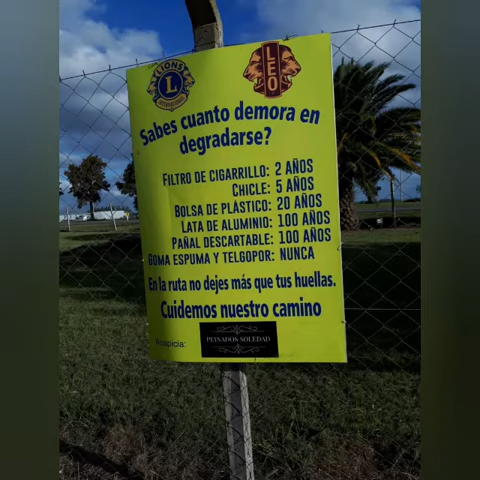 LIONS
L
INTERNATIONAL
LEO
Sabes cuanto demora en
degradarse?
FILTRO DE CIGARRILLO: 2 AÑOS
CHICLE: 5 AÑOS
BOLSA DE PLÁSTICO: 20 AÑOS
LATA DE ALUMINIO: 100 AÑOS
PAÑAL DESCARTABLE: 100 AÑOS
GOMA ESPUMA Y TELGOPOR: NUNCA
En la ruta no dejes más que tus huellas.
Cuidemos nuestro camino
Auspicia:
PEINADOS SOLEDAD